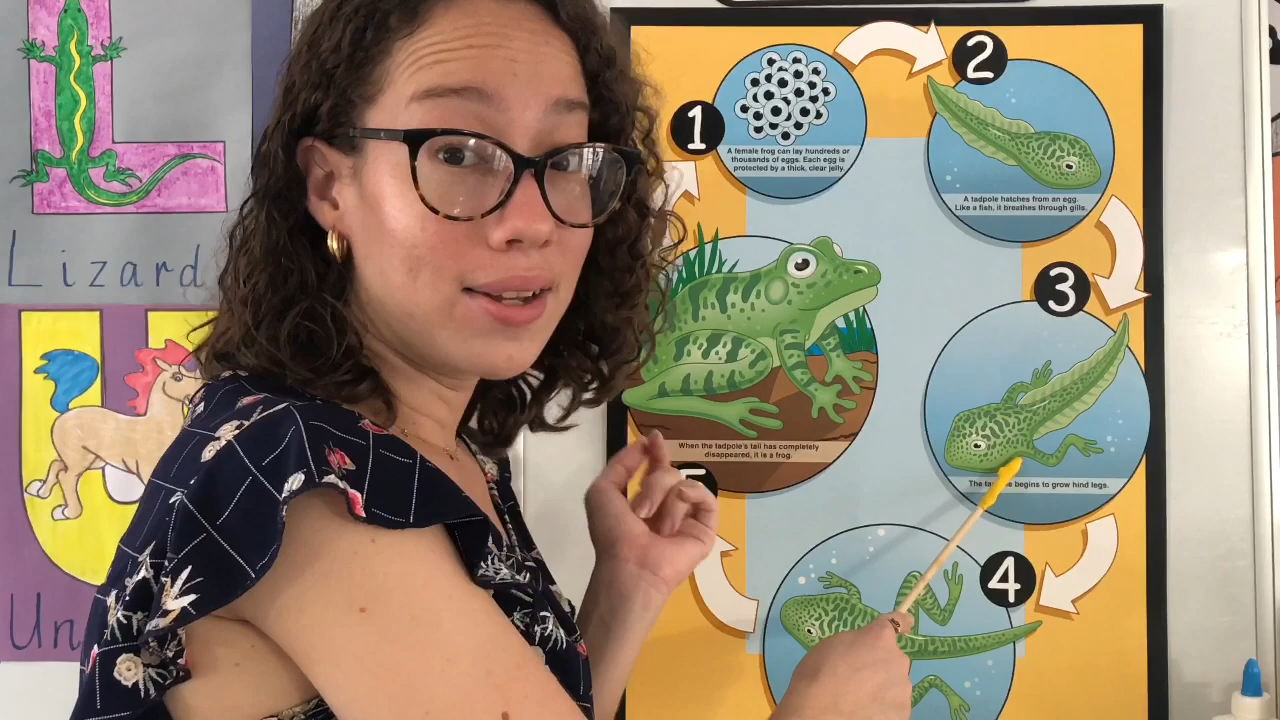 L
Lizard
U
Un
1
A female frog can lay hundreds or
thousands of eggs. Each egg is
protected by a thick, clear jelly.
2
A tadpole hatches from an egg.
Like a fish, it breathes through gills.
3
The begins to grow hind legs.
4
5
When the tadpole's tail has completely
disappeared, it is a frog.